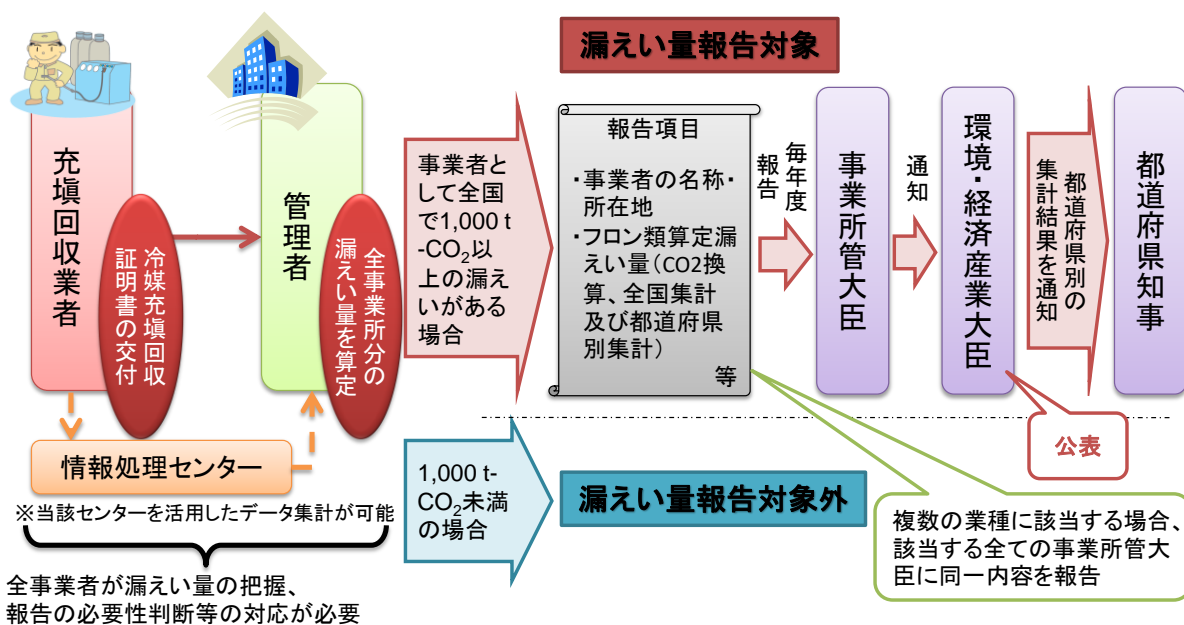 漏えい量報告対象
充塡回収業者
冷媒充塡回収
証明書の交付
管理者
全事業所分の
漏えい量を算定
事業者と
して全国
で1,000 t
-CO₂以
上の漏え
いがある
場合
報告項目
・事業者の名称・
所在地
・フロン類算定漏
えい量（CO2換
算、全国集計
及び都道府県
別集計）
等
毎年度
報告
事業所管大臣
通知
環境・経済産業大臣
都道府県別の
集計結果を通知
都道府県知事
公表
情報処理センター
※当該センターを活用したデータ集計が可能
全事業者が漏えい量の把握、
報告の必要性判断等の対応が必要
1,000 t-
CO₂未満
の場合
漏えい量報告対象外
複数の業種に該当する場合、
該当する全ての事業所管大
臣に同一内容を報告